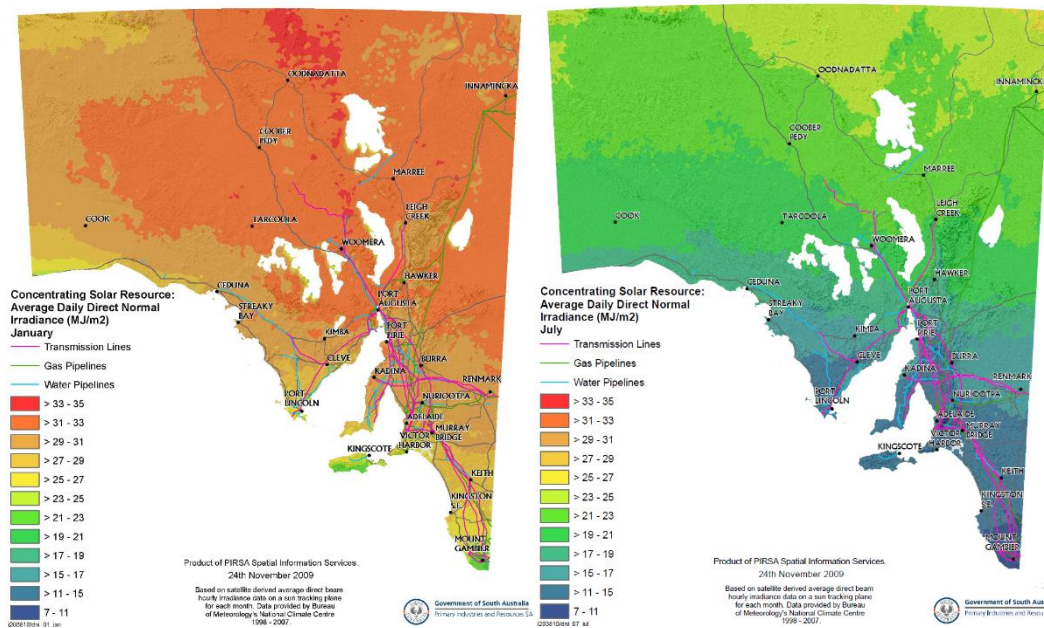 OODNADATTA
INNAMINCKA
COOBER
PEDY
MARREE
LEIGH
CREEK
COOK
TARCOOLA
WOOMERA
HAWKER
CEDUNA
PORT
AUGUSTA
STREAKY
BAY
KIMBA
PORT
PIRIE
CLEVE
BURRA
KADINA
RENMARK
PORT
LINCOLN
NURIOOTPA
ADELAIDE
MURRAY
BRIDGE
VICTOR
HARBOR
KINGSCOTE
KEITH
KINGSTON
S.E.
MOUNT
GAMBIER
Concentrating Solar Resource:
Average Daily Direct Normal
Irradiance (MJ/m2)
January
Transmission Lines
Gas Pipelines
Water Pipelines
> 33 - 35
> 31 - 33
> 29 - 31
> 27 - 29
> 25 - 27
> 23 - 25
> 21 - 23
> 19 - 21
> 17 - 19
> 15 - 17
> 11 - 15
7 - 11
Product of PIRSA Spatial Information Services.
24th November 2009
Based on satellite derived average direct beam
hourly irradiance data on a sun tracking plane
for each month. Data provided by Bureau
of Meteorology's National Climate Centre
1998 - 2007.
Government of South Australia
Primary Industries and Resources SA
OODNADATTA
INNAMINCKA
COOBER
PEDY
MARREE
LEIGH
CREEK
COOK
TARCOOLA
WOOMERA
HAWKER
CEDUNA
PORT
AUGUSTA
STREAKY
BAY
KIMBA
PORT
PIRIE
CLEVE
BURRA
KADINA
RENMARK
PORT
LINCOLN
NURIOOTPA
ADELAIDE
MURRAY
BRIDGE
VICTOR
HARBOR
KINGSCOTE
KEITH
KINGSTON
S.E.
MOUNT
GAMBIER
Concentrating Solar Resource:
Average Daily Direct Normal
Irradiance (MJ/m2)
July
Transmission Lines
Gas Pipelines
Water Pipelines
> 33 - 35
> 31 - 33
> 29 - 31
> 27 - 29
> 25 - 27
> 23 - 25
> 21 - 23
> 19 - 21
> 17 - 19
> 15 - 17
> 11 - 15
7 - 11
Product of PIRSA Spatial Information Services.
24th November 2009
Based on satellite derived average direct beam
hourly irradiance data on a sun tracking plane
for each month. Data provided by Bureau
of Meteorology's National Climate Centre
1998 - 2007.
Government of South Austra
Primary Industries and Resour